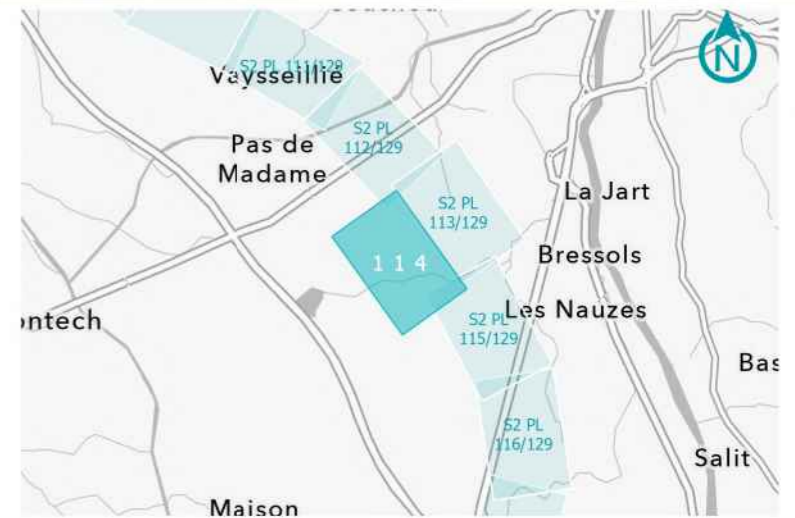 N
Vaysseillié
S2 PL 111/129
Pas de
Madame
S2 PL
112/129
La Jart
S2 PL
113/129
1 1 4
Bressols
ontech
Les Nauzes
S2 PL
115/129
Bas
S2 PL
116/129
Salit
Maison